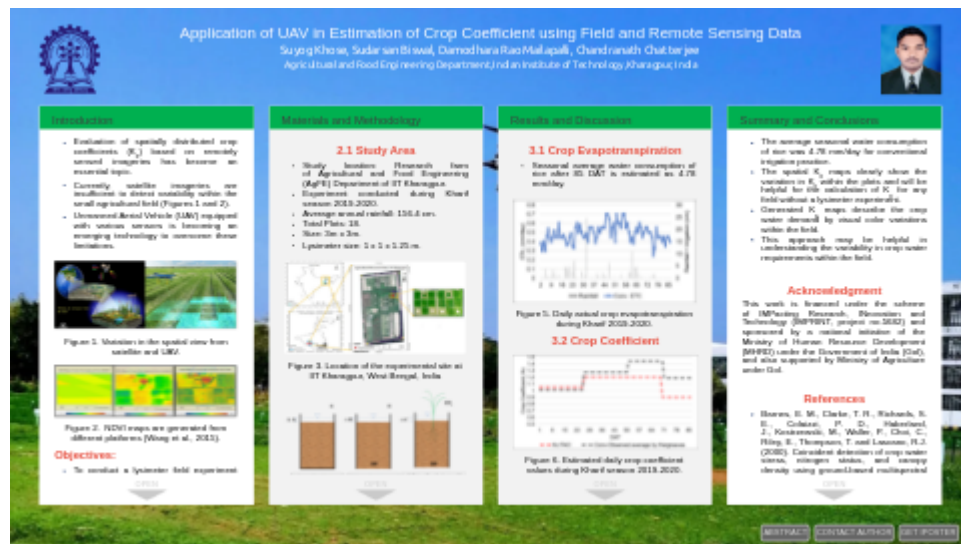 Application of UAV in Estimation of Crop Coefficient using Field and Remote Sensing Data
Suyog Khose, Sudarsan Biswal, Damodhara Rao Mailapalli, Chandranath Chatterjee
Agricultural and Food Engineering Department, Indian Institute of Technology, Kharagpur, India
Introduction
• Evaluation of spatially distributed crop
coefficients (Kc) based on remotely
sensed imageries has become an
essential topic.
• Currently satellite imageries are
insufficient to detect variability within the
small agricultural field (Figures 1 and 2).
• Unmanned Aerial Vehicle (UAV) equipped
with various sensors is becoming an
emerging technology to overcome these
limitations.
Figure 1. Variation in the spatial view from
satellite and UAV.
Figure 2. NDVI maps are generated from
different platforms (Wang et al., 2015).
Objectives:
• To conduct a lysimeter field experiment
OPEN
Materials and Methodology
2.1 Study Area
• Study location: Research farm
of Agricultural and Food Engineering
(AgFE) Department of IIT Kharagpur.
• Experiment conducted during Kharif
season 2019-2020.
• Average annual rainfall: 156.4 cm.
• Total Plots: 18.
• Size: 3m x 3m.
• Lysimeter size: 1 x 1 x 1.25 m.
Figure 3. Location of the experimental site at
IIT Kharagpur, West Bengal, India
OPEN
Results and Discussion
3.1 Crop Evapotranspiration
• Seasonal average water consumption of
rice after 85 DAT is estimated as 4.78
mm/day.
Figure 5. Daily actual crop evapotranspiration
during Kharif 2019-2020.
3.2 Crop Coefficient
Figure 6. Estimated daily crop coefficient
values during Kharif season 2019-2020.
OPEN
Summary and Conclusions
• The average seasonal water consumption
of rice was 4.78 mm/day for conventional
irrigation practice.
• The spatial Kc maps clearly show the
variation in Kc within the plots and will be
helpful for the calculation of Kc for any
field without a lysimeter experiment.
• Generated Kc maps describe the crop
water demand by visual color variations
within the field.
• This approach may be helpful in
understanding the variability in crop water
requirements within the field.
Acknowledgment
This work is financed under the scheme
of IMPacting Research, INnovation and
Technology (IMPRINT, project no.) and
sponsored by a national initiative of the
Ministry of Human Resource Development
(MHRD) under the Government of India (GoI),
and also supported by Ministry of Agriculture
under GoI.
References
• Barnes, E. M., Clarke, T. R., Richards, S.
E., Colaizzi, P. D., Haberland,
J., Kostrzewski, M., Waller, P., Choi, C.,
Riley, E., Thompson, T. and Lascano, R.J.
(2000). Coincident detection of crop water
stress, nitrogen status, and canopy
density using ground-based multispectral
OPEN
ABSTRACT CONTACT AUTHOR GET IPOSTER